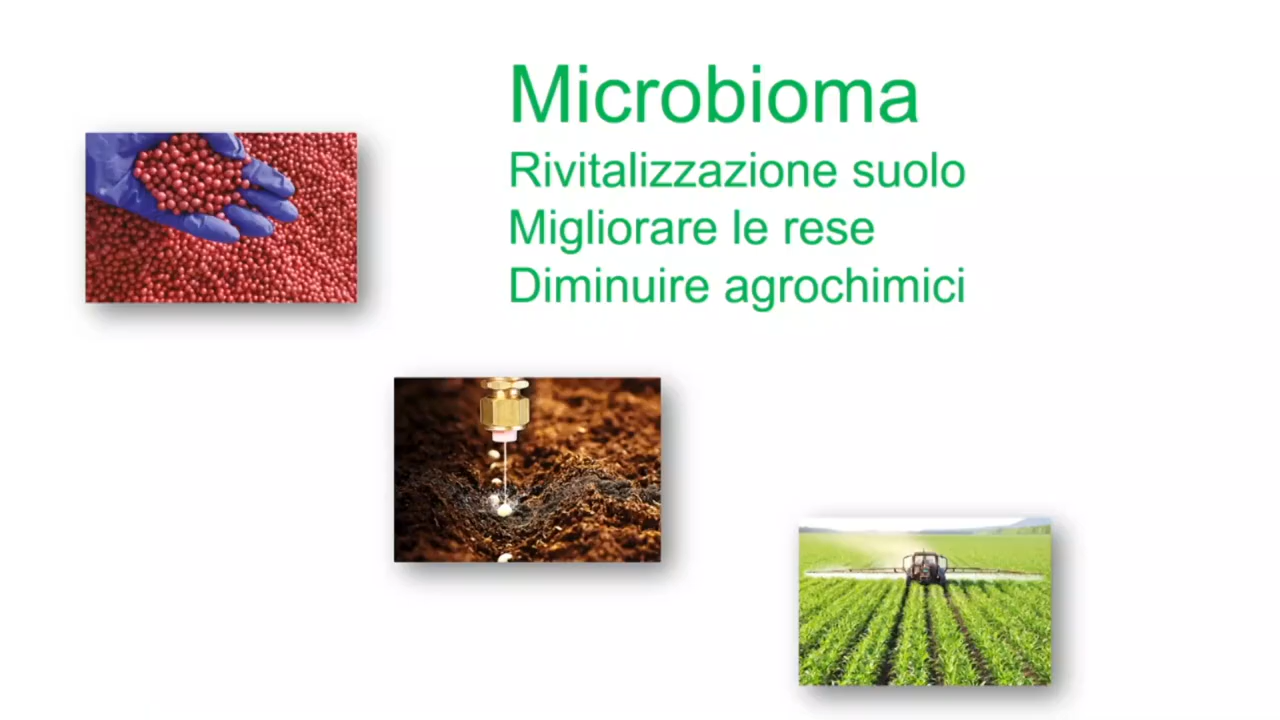 Microbioma
Rivitalizzazione suolo
Migliorare le rese
Diminuire agrochimici